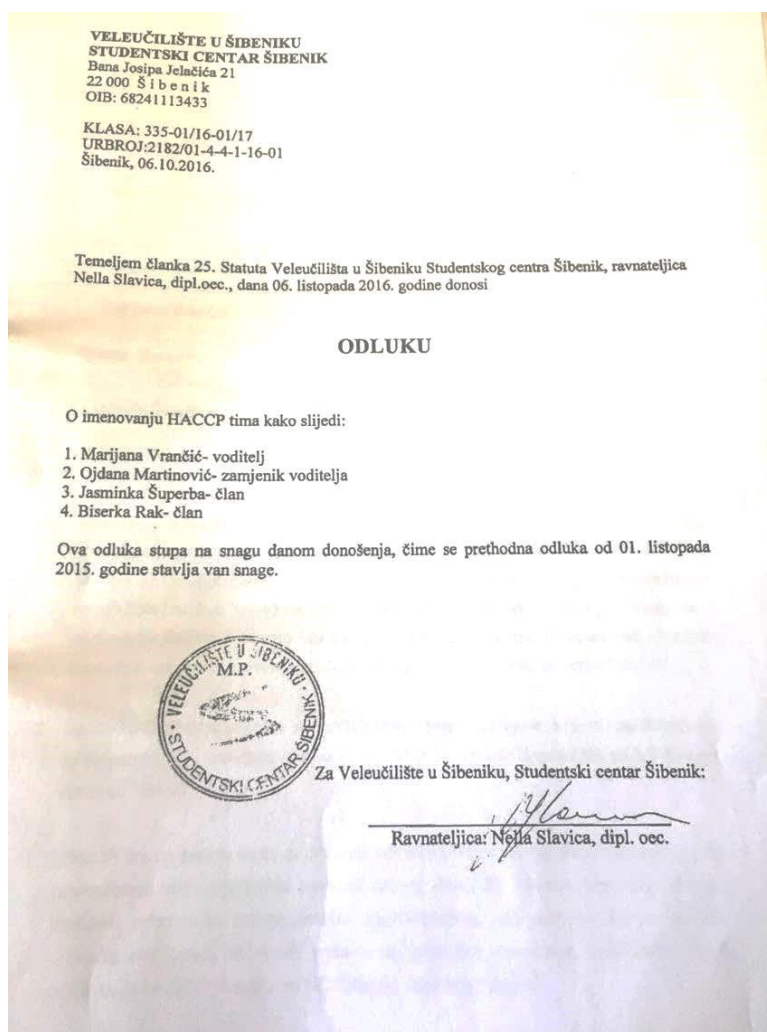 VELEUČILIŠTE U ŠIBENIKU
STUDENTSKI CENTAR ŠIBENIK
Bana Josipa Jelačića 21
22 000 Š i b e n i k
OIB: 68241113433
KLASA: 335-01/16-01/17
URBROJ:2182/01-4-4-1-16-01
Šibenik, 06.10.2016.
Temeljem članka 25. Statuta Veleučilišta u Šibeniku Studentskog centra Šibenik, ravnateljica
Nella Slavica, dipl.oec., dana 06. listopada 2016. godine donosi
ODLUKU
O imenovanju HACCP tima kako slijedi:
1. Marijana Vrančić- voditelj
2. Ojdana Martinović- zamjenik voditelja
3. Jasminka Šuperba- član
4. Biserka Rak- član
Ova odluka stupa na snagu danom donošenja, čime se prethodna odluka od 01. listopada
2015. godine stavlja van snage.
VELEUČILIŠTE U ŠIBENIKU
M.P.
STUDENTSKI CENTAR ŠIBENIK
Za Veleučilište u Šibeniku, Studentski centar Šibenik:
Ravnateljica: Nella Slavica, dipl. oec.